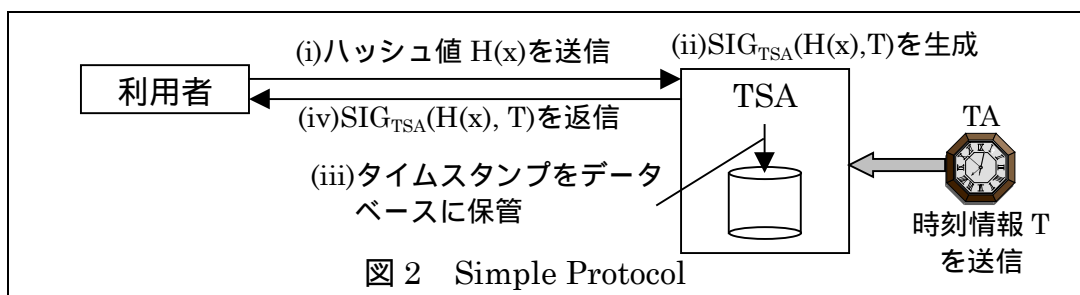 (i)ハッシュ値 H(x)を送信
(ii)SIG_TSA(H(x),T)を生成
利用者
TSA
TA
(iv)SIG_TSA(H(x), T)を返信
(iii)タイムスタンプをデータ
ベースに保管
時刻情報 T
を送信
図 2 Simple Protocol